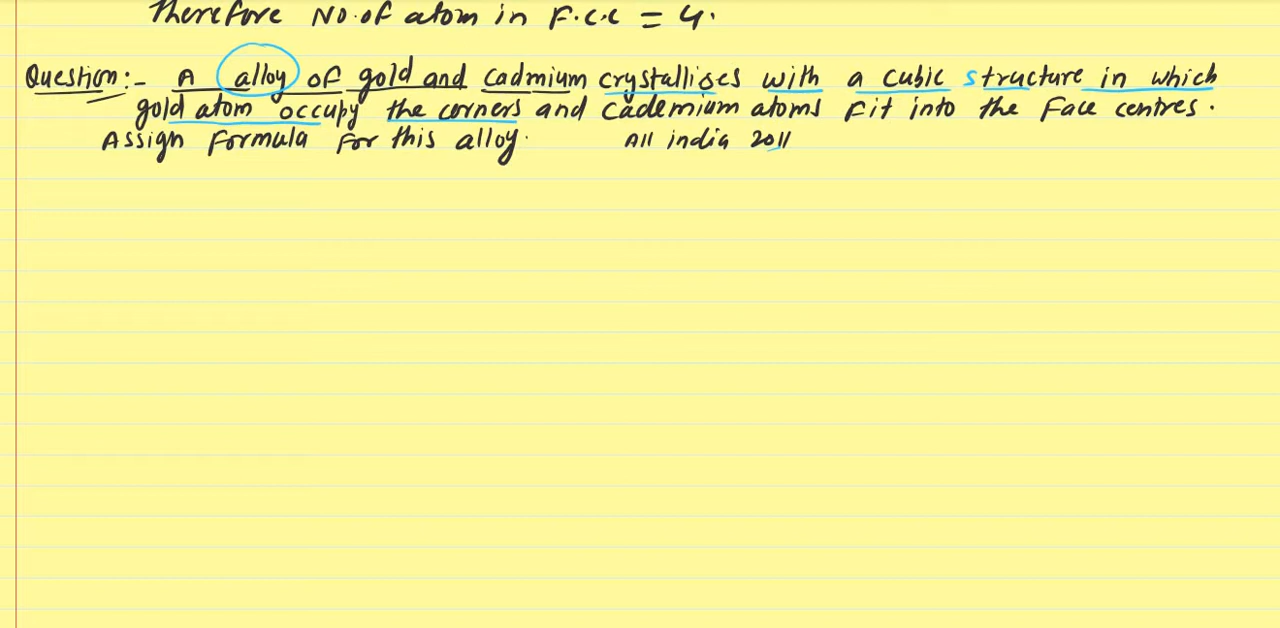 Therefore No.of atom in F.C.C = 4.
Question:- A alloy of gold and cadmium crystallises with a cubic structure in which
gold atom occupy the corners and cademium atoms fit into the Face centres.
Assign Formula For this alloy. All india 2011